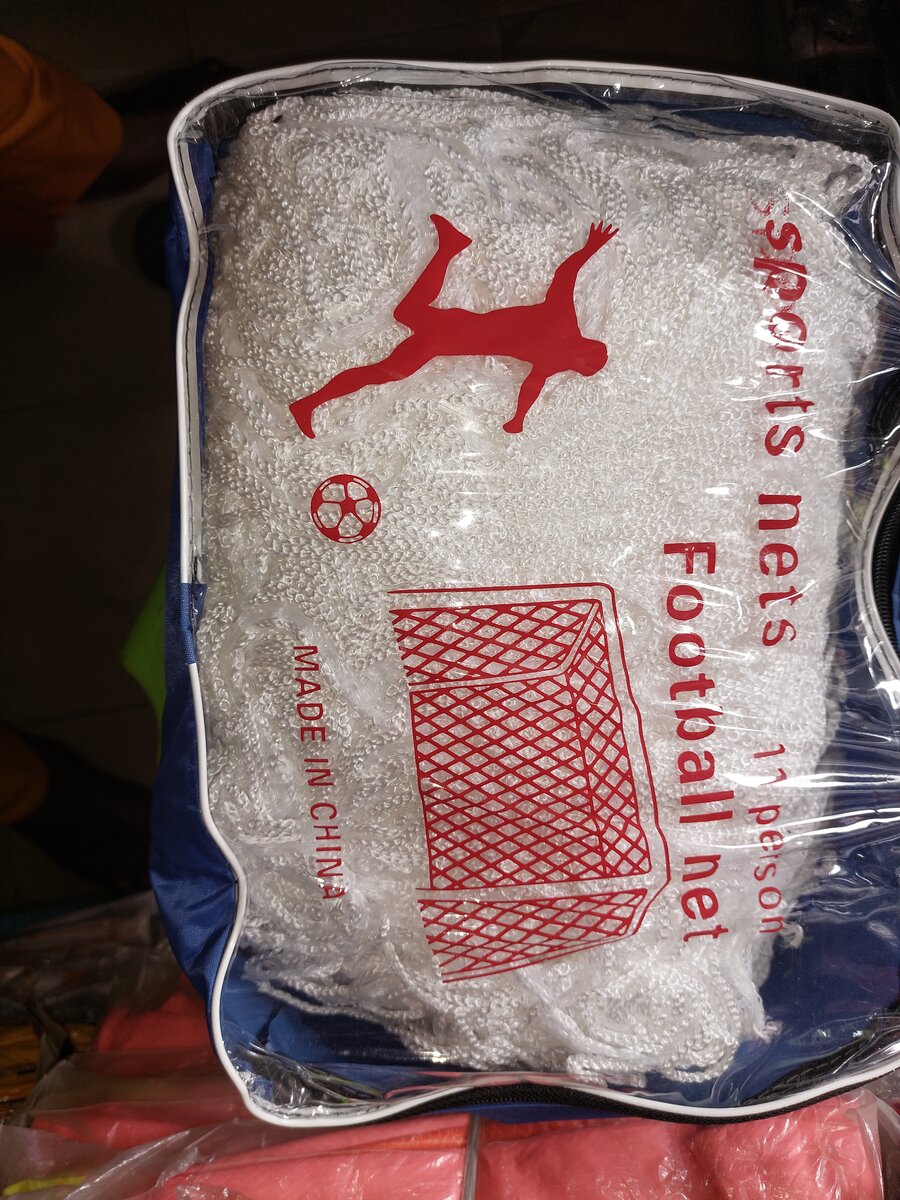 sports nets 11 person
Football net
MADE IN CHINA